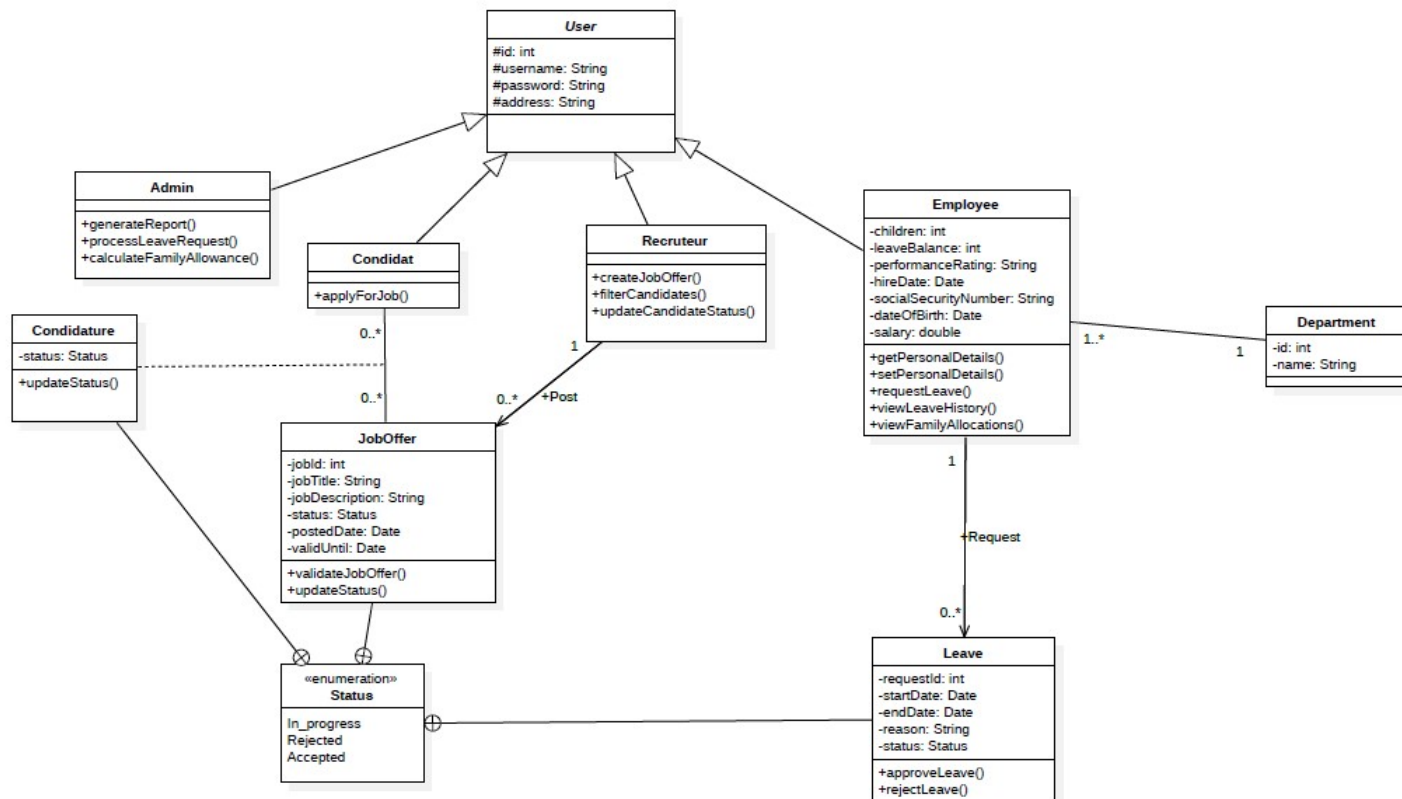 User
#id: int
#username: String
#password: String
#address: String
Admin
+generateReport()
+processLeaveRequest()
+calculateFamilyAllowance()
Condidat
+applyForJob()
Recruteur
+createJobOffer()
+filterCandidates()
+updateCandidateStatus()
Employee
-children: int
-leaveBalance: int
-performanceRating: String
-hireDate: Date
-socialSecurityNumber: String
-dateOfBirth: Date
-salary: double
+getPersonalDetails()
+setPersonalDetails()
+requestLeave()
+viewLeaveHistory()
+viewFamilyAllocations()
Department
-id: int
-name: String
1..*
1
Condidature
-status: Status
+updateStatus()
0..*
0..*
1
0..*
+Post
JobOffer
-jobId: int
-jobTitle: String
-jobDescription: String
-status: Status
-postedDate: Date
-validUntil: Date
+validateJobOffer()
+updateStatus()
1
+Request
0..*
«enumeration»
Status
In_progress
Rejected
Accepted
Leave
-requestId: int
-startDate: Date
-endDate: Date
-reason: String
-status: Status
+approveLeave()
+rejectLeave()